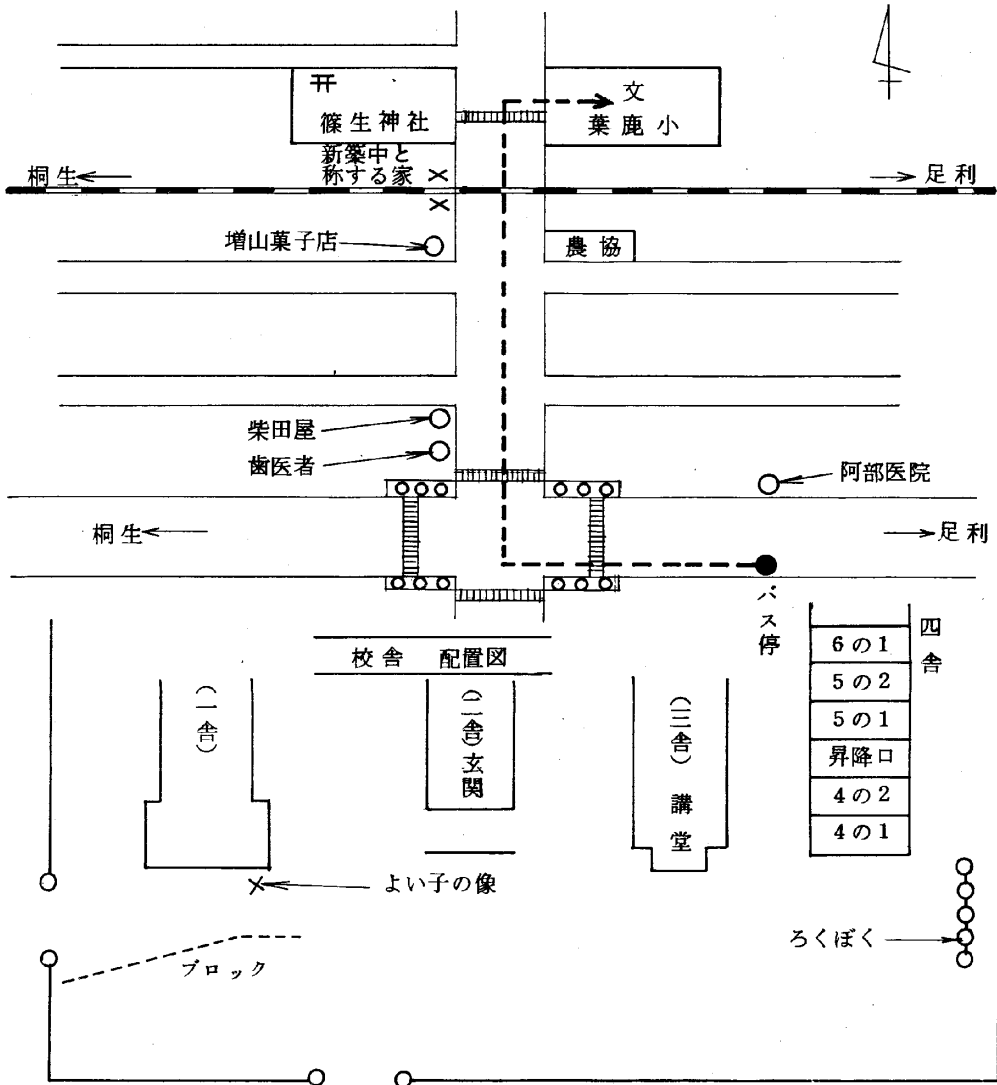 文
篠生神社
葉鹿小
新築中と
称する家
桐生
足利
増山菓子店
農協
柴田屋
歯医者
阿部医院
桐生
足利
バス停
校舎 配置図
四舎
6の1
5の2
5の1
昇降口
4の2
4の1
(一舎)
(二舎)玄関
(三舎) 講堂
よい子の像
ろくぼく
ブロック